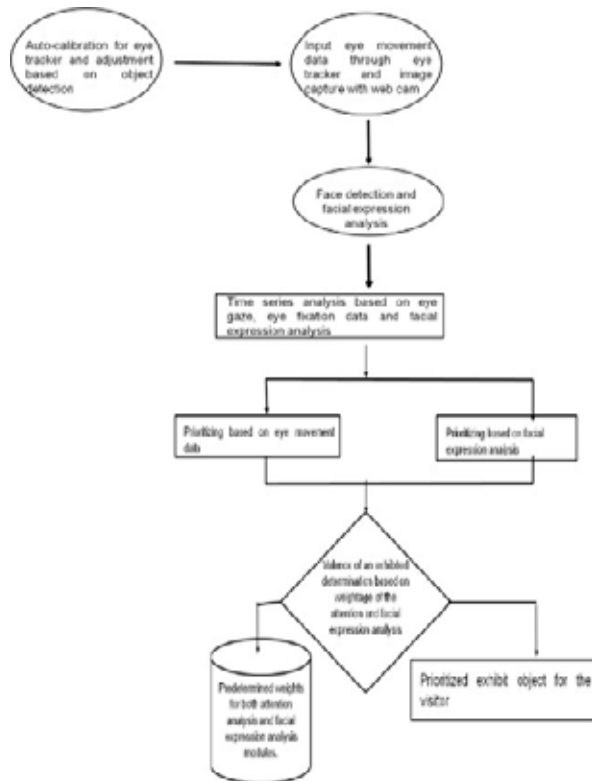 Auto-calibration for eye
tracker and adjustment
based on object
detection
Input eye movement
data through eye
tracker and image
capture with web cam
Face detection and
facial expression
analysis
Time series analysis based on eye
gaze, eye fixation data and facial
expression analysis
Prioritizing based on eye movement
data
Prioritizing based on facial
expression analysis
Valence of an exhibited
determination based on
weightage of the
attention and facial
expression analysis
Predetermined weights
for both attention
analysis and facial
expression analysis
modules.
Prioritized exhibit object for the
visitor